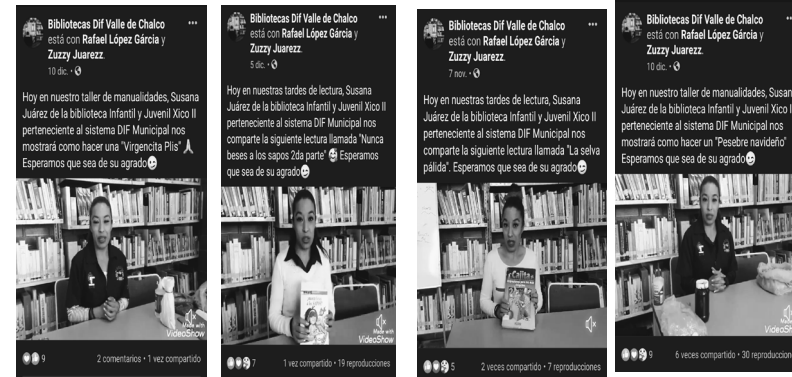 Bibliotecas Dif Valle de Chalco
está con Rafael López Gárcia y
Zuzzy Juarezz.
10 dic.
Hoy en nuestro taller de manualidades, Susana
Juárez de la biblioteca Infantil y Juvenil Xico II
perteneciente al sistema DIF Municipal nos
mostrará como hacer una "Virgencita Plis"
Esperamos que sea de su agrado
Made with
VideoShow
9
2 comentarios • 1 vez compartido
Bibliotecas Dif Valle de Chalco
está con Rafael López Gárcia y
Zuzzy Juarezz.
5 dic.
Hoy en nuestras tardes de lectura, Susana
Juárez de la biblioteca Infantil y Juvenil Xico II
perteneciente al sistema DIF Municipal nos
comparte la siguiente lectura llamada "Nunca
beses a los sapos 2da parte" Esperamos
que sea de su agrado
Made with
VideoShow
7
1 vez compartido • 19 reproducciones
Bibliotecas Dif Valle de Chalco
está con Rafael López Gárcia y
Zuzzy Juarezz.
7 nov.
Hoy en nuestras tardes de lectura, Susana
Juárez de la biblioteca Infantil y Juvenil Xico II
perteneciente al sistema DIF Municipal nos
comparte la siguiente lectura llamada "La selva
pálida". Esperamos que sea de su agrado
Cajita
5
2 veces compartido • 7 reproducciones
Bibliotecas Dif Valle de Chalco
está con Rafael López Gárcia y
Zuzzy Juarezz.
10 dic.
Hoy en nuestro taller de manualidades, Susan
Juárez de la biblioteca Infantil y Juvenil Xico I
perteneciente al sistema DIF Municipal nos
mostrará como hacer un "Pesebre navideño"
Esperamos que sea de su agrado
Made wi
VideoSh
9
6 veces compartido • 30 reproduccione